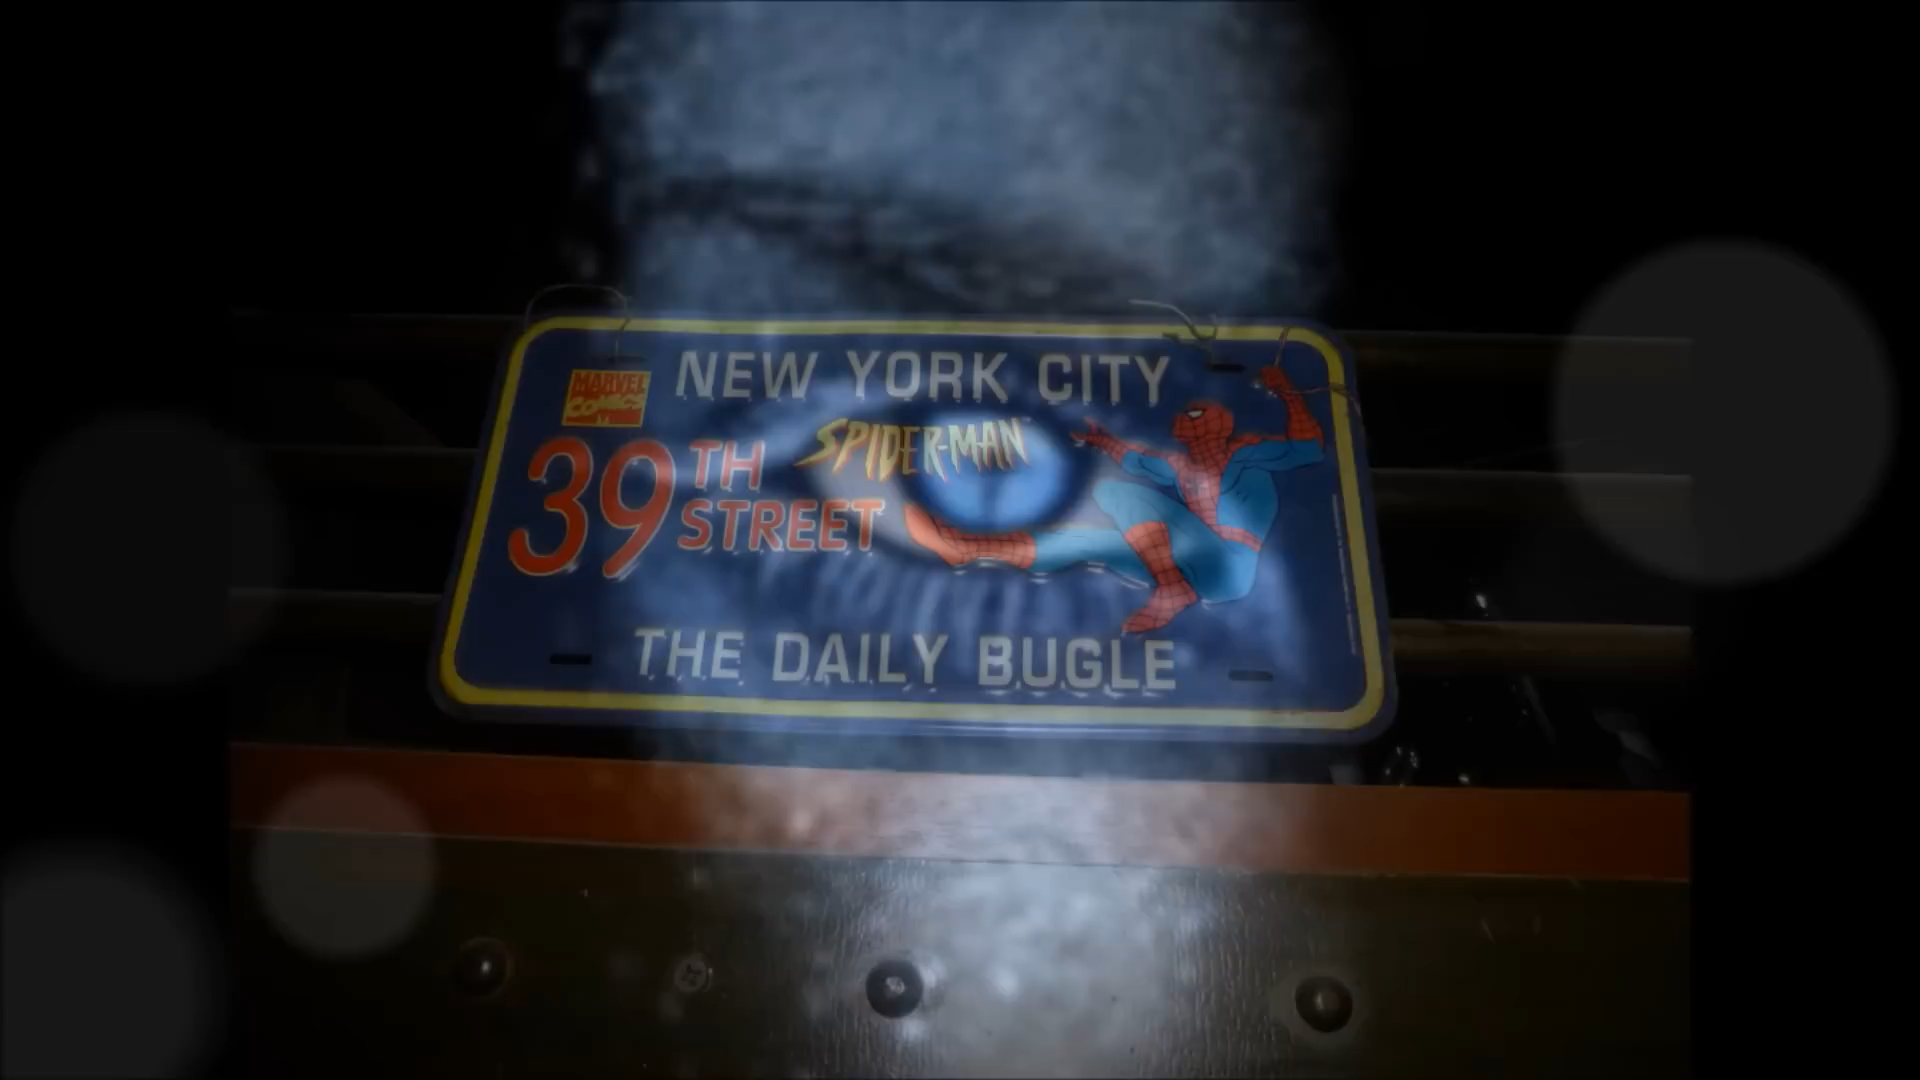 NEW YORK CITY
MARVEL
COMICS
SPIDER-MAN
39TH
STREET
THE DAILY BUGLE